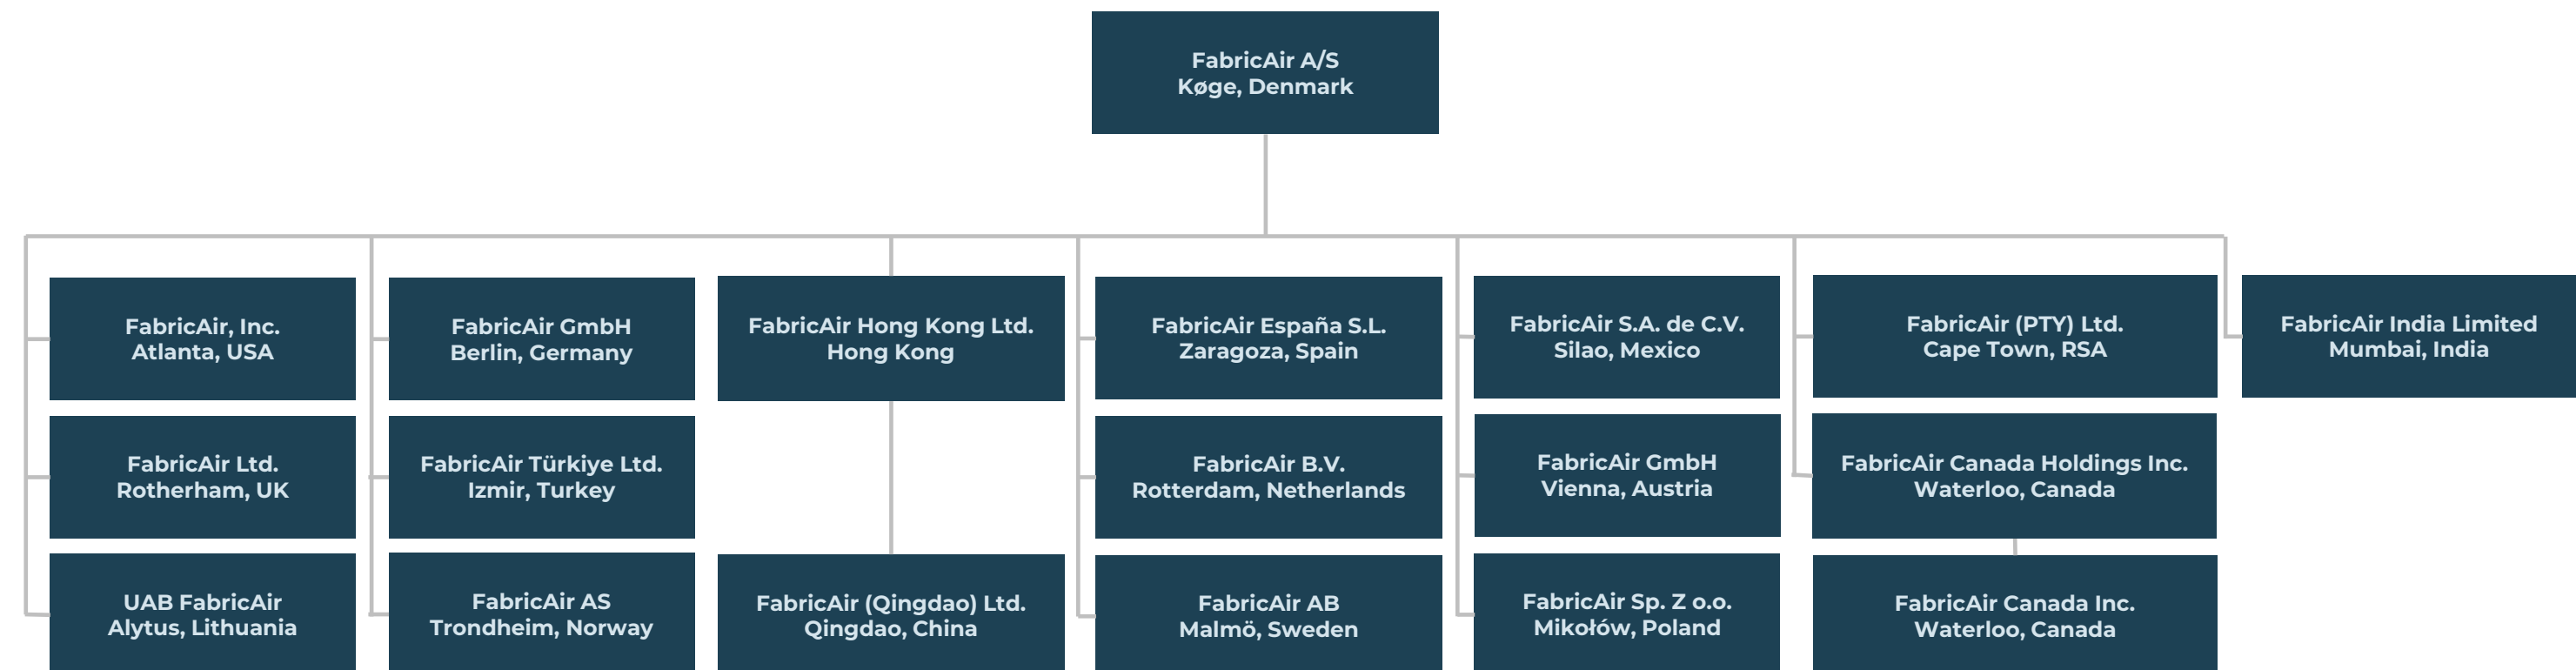 FabricAir A/S
Køge, Denmark
FabricAir, Inc.
Atlanta, USA
FabricAir GmbH
Berlin, Germany
FabricAir Hong Kong Ltd.
Hong Kong
FabricAir España S.L.
Zaragoza, Spain
FabricAir S.A. de C.V.
Silao, Mexico
FabricAir (PTY) Ltd.
Cape Town, RSA
FabricAir India Limited
Mumbai, India
FabricAir Ltd.
Rotherham, UK
FabricAir Türkiye Ltd.
Izmir, Turkey
FabricAir B.V.
Rotterdam, Netherlands
FabricAir GmbH
Vienna, Austria
FabricAir Canada Holdings Inc.
Waterloo, Canada
UAB FabricAir
Alytus, Lithuania
FabricAir AS
Trondheim, Norway
FabricAir (Qingdao) Ltd.
Qingdao, China
FabricAir AB
Malmö, Sweden
FabricAir Sp. Z o.o.
Mikołów, Poland
FabricAir Canada Inc.
Waterloo, Canada